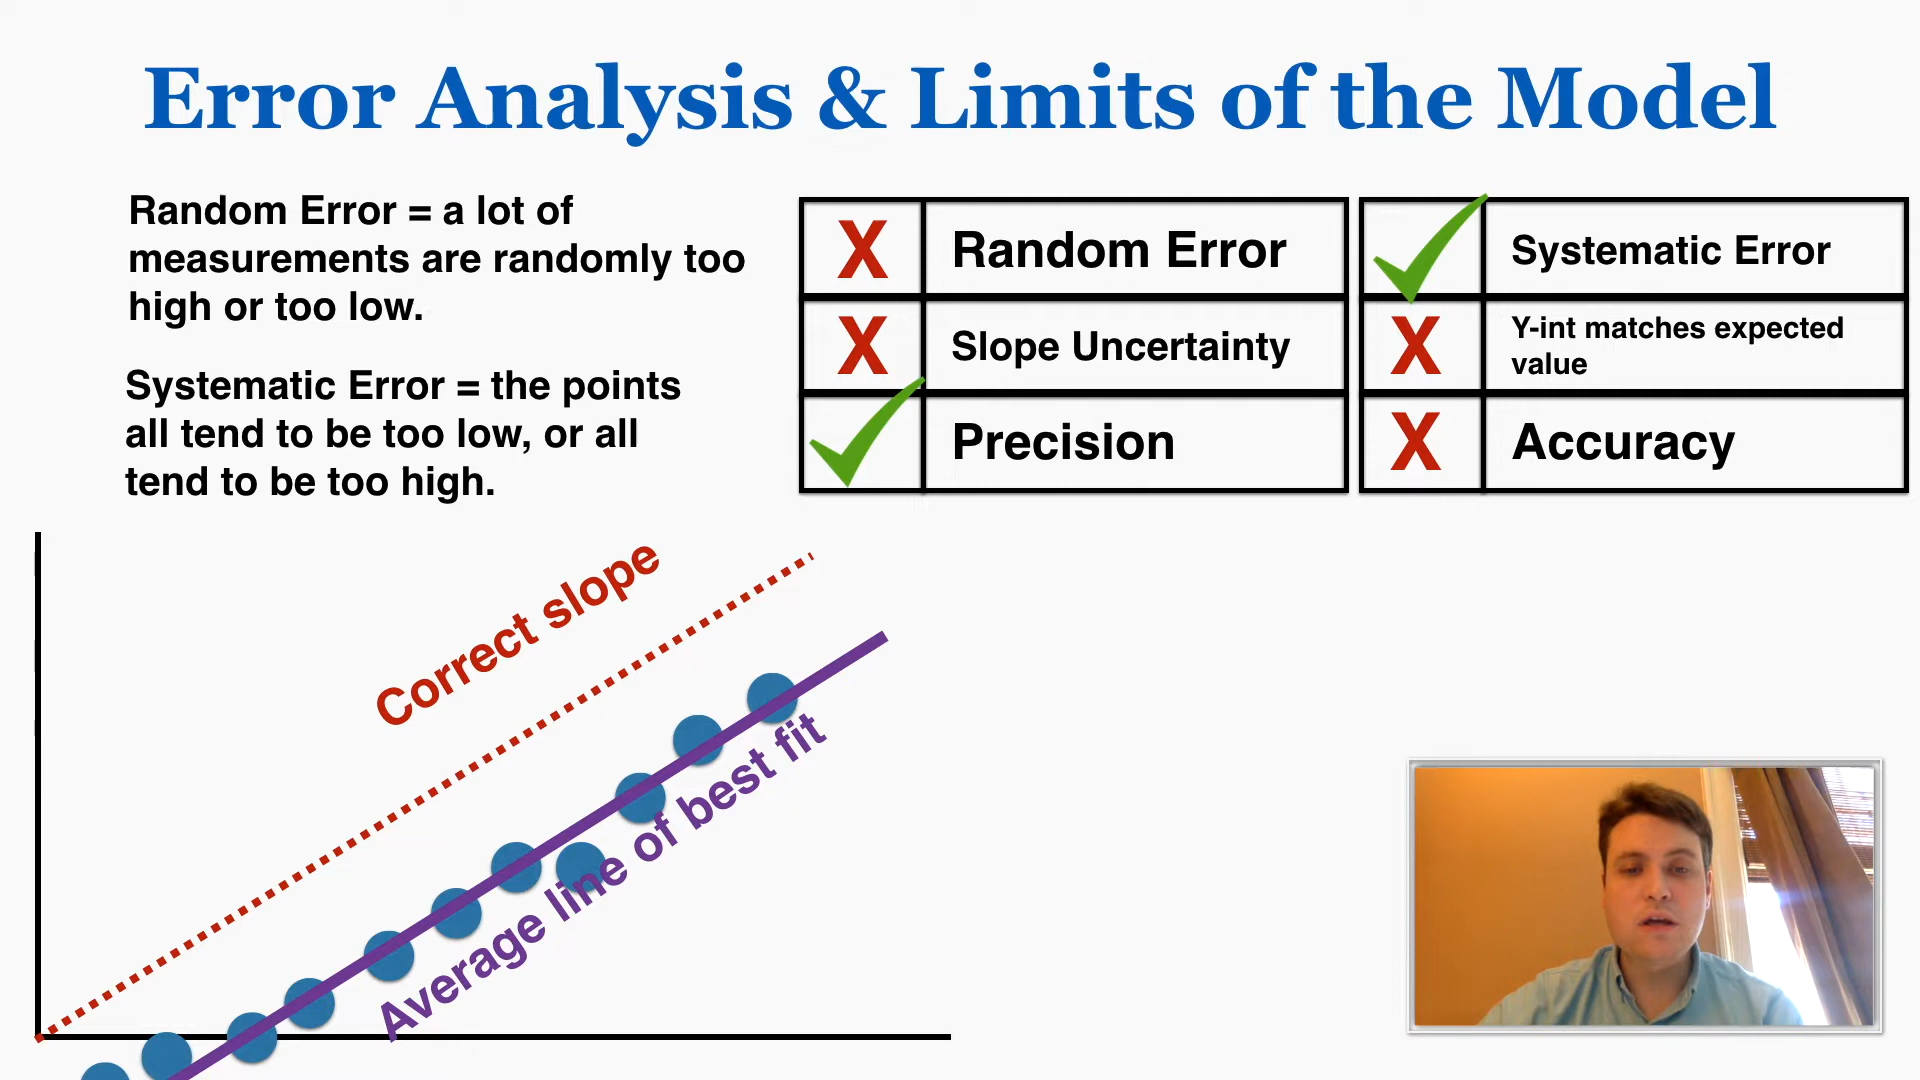 Error Analysis & Limits of the Model
Random Error = a lot of
measurements are randomly too
high or too low.
Systematic Error = the points
all tend to be too low, or all
tend to be too high.
X Random Error
X Slope Uncertainty
Precision
Systematic Error
X Y-int matches expected
value
X Accuracy
Correct slope
Average line of best fit